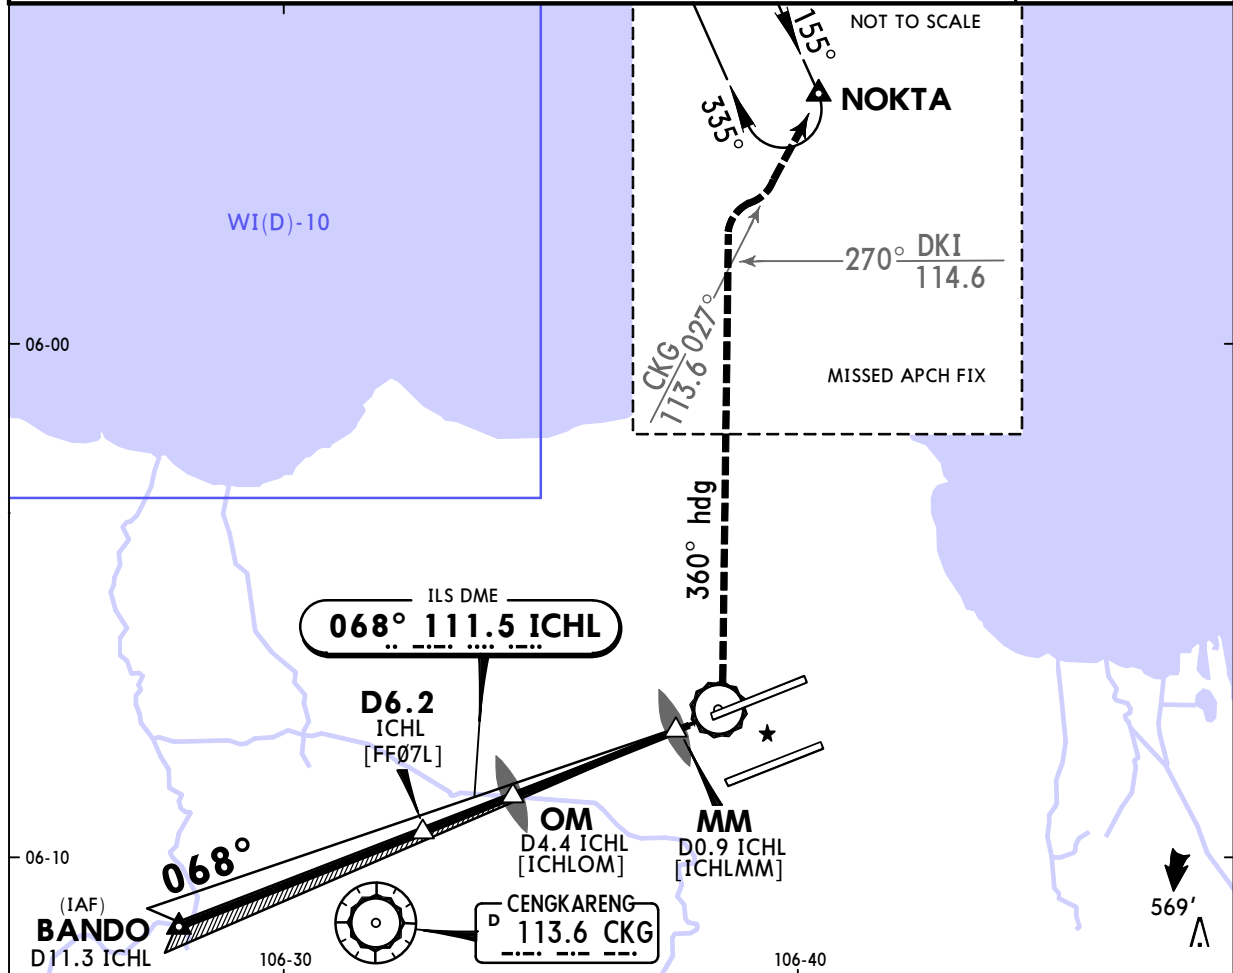 NOT TO SCALE
155°
NOKTA
335°
WI(D)-10
270° DKI
114.6
CKG
113.6 027°
06-00
MISSED APCH FIX
360° hdg
ILS DME
068° 111.5 ICHL
D6.2
ICHL
[FFØ7L]
OM
D4.4 ICHL
[ICHLOM]
MM
D0.9 ICHL
[ICHLMM]
06-10
068°
(IAF)
BANDO
D11.3 ICHL
CENGKARENG
D 113.6 CKG
569'
106-30
106-40